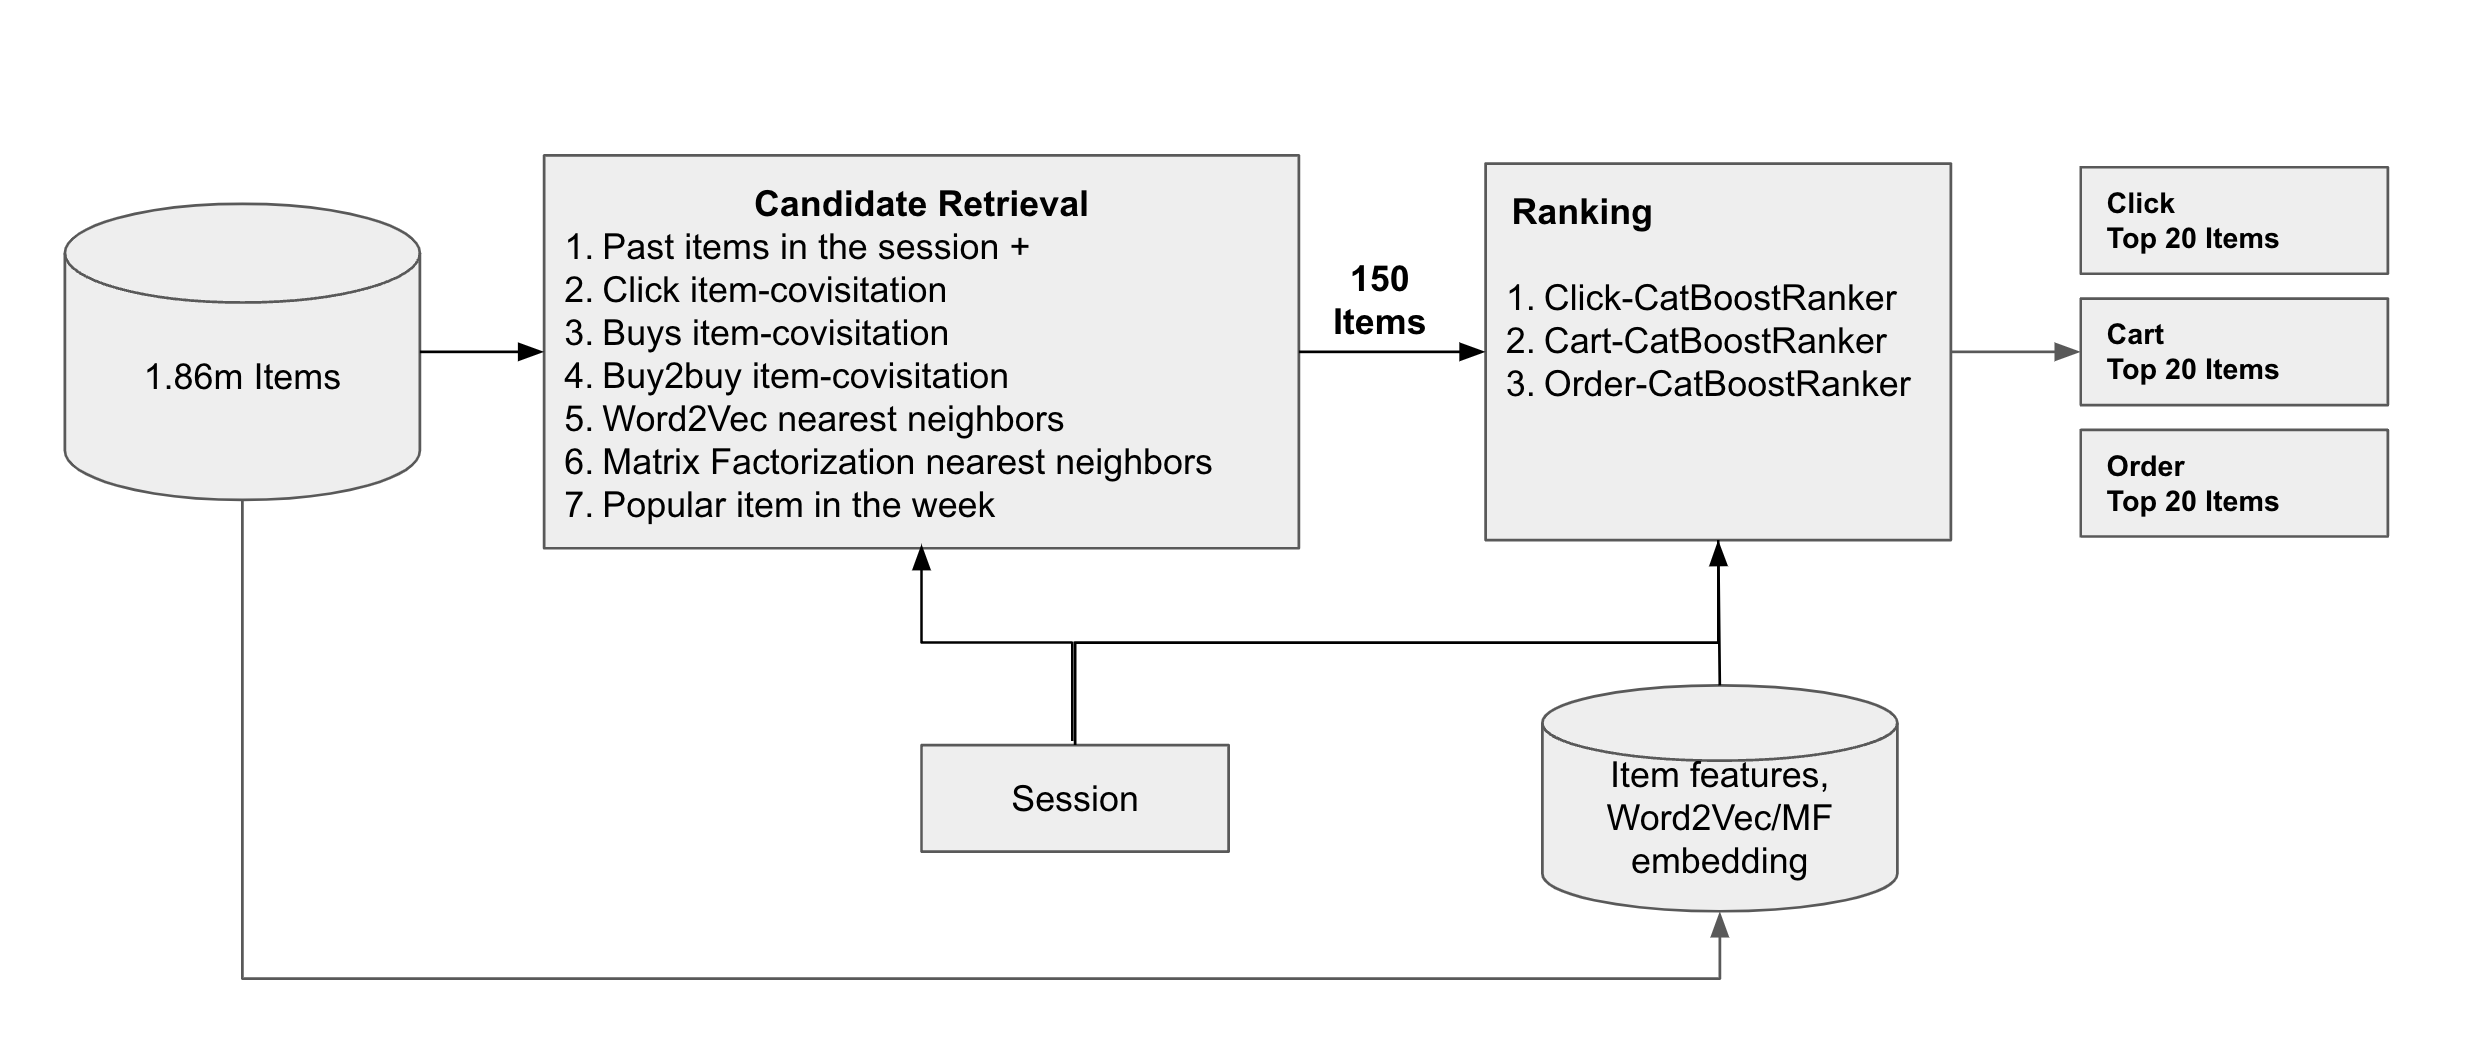 1.86m Items
Candidate Retrieval
1. Past items in the session +
2. Click item-covisitation
3. Buys item-covisitation
4. Buy2buy item-covisitation
5. Word2Vec nearest neighbors
6. Matrix Factorization nearest neighbors
7. Popular item in the week
150
Items
Ranking
1. Click-CatBoostRanker
2. Cart-CatBoostRanker
3. Order-CatBoostRanker
Click
Top 20 Items
Cart
Top 20 Items
Order
Top 20 Items
Session
Item features,
Word2Vec/MF
embedding